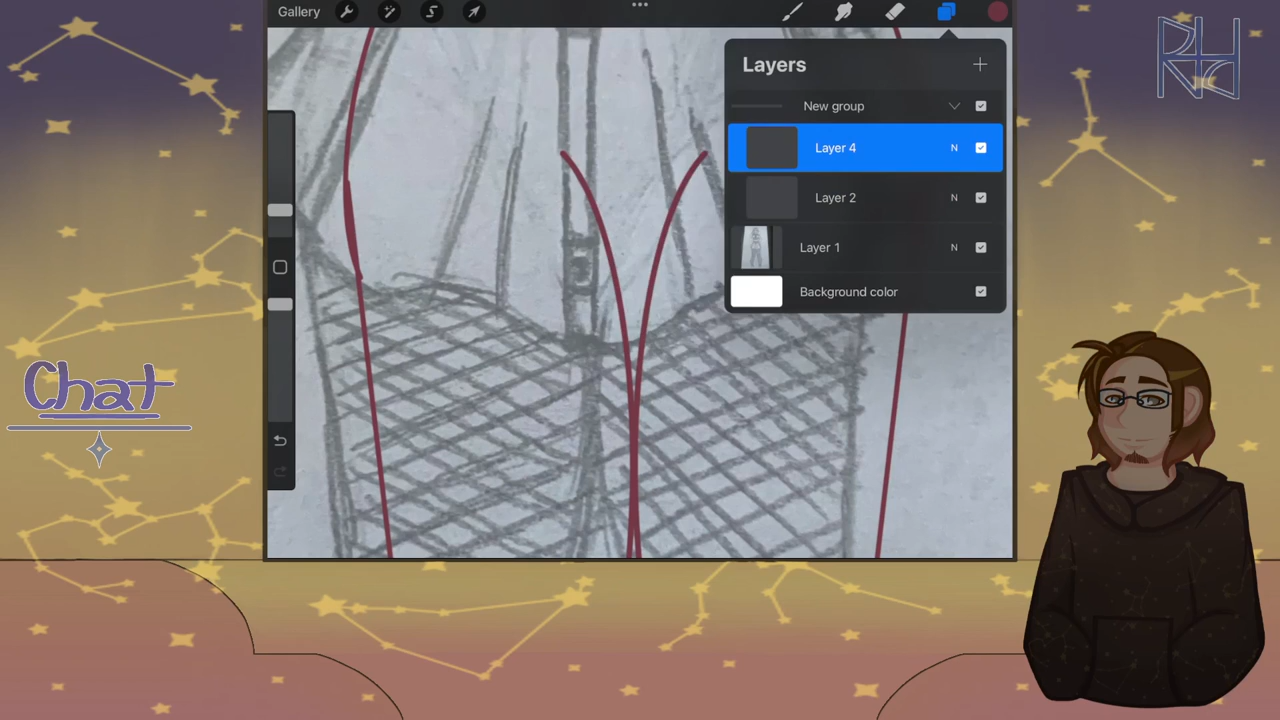 Gallery
Layers
New group
Layer 4 N
Layer 2 N
Layer 1 N
Background color
Chat